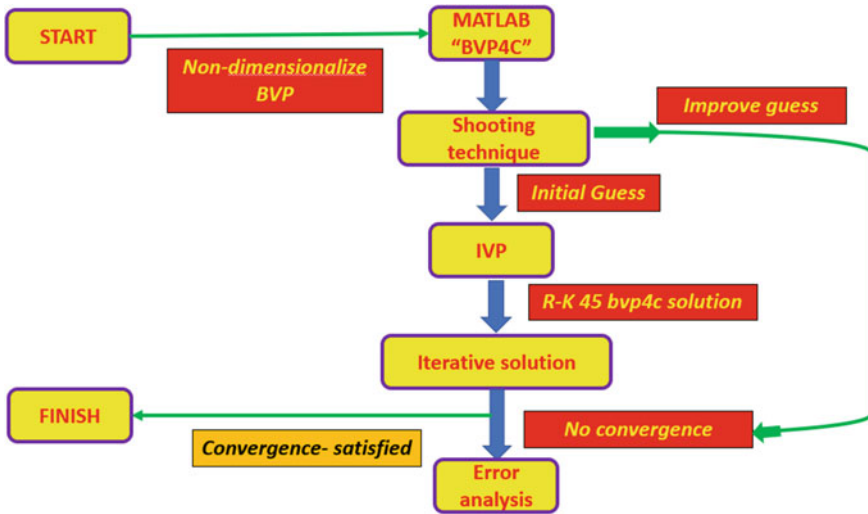 START
MATLAB
“BVP4C”
Non-dimensionalize
BVP
Improve guess
Shooting
technique
Initial Guess
IVP
R-K 45 bvp4c solution
Iterative solution
FINISH
No convergence
Convergence- satisfied
Error
analysis